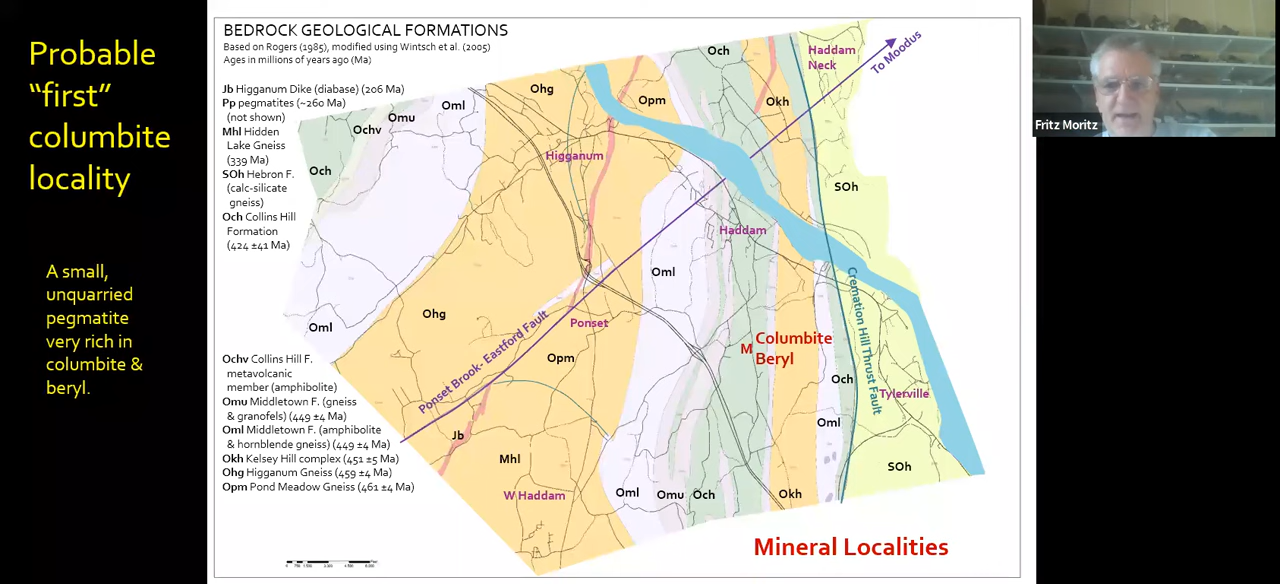 Probable
“first”
columbite
locality
A small,
unquarried
pegmatite
very rich in
columbite &
beryl.
BEDROCK GEOLOGICAL FORMATIONS
Based on Rogers (1985), modified using Wintsch et al. (2005)
Ages in millions of years ago (Ma)
Jb Higganum Dike (diabase) (206 Ma)
Pp pegmatites (~260 Ma)
(not shown)
Mhl Hidden
Lake Gneiss
(339 Ma)
SOh Hebron F.
(calc-silicate
gneiss)
Och Collins Hill
Formation
(424 ±41 Ma)
Ochv Collins Hill F.
metavolcanic
member (amphibolite)
Omu Middletown F. (gneiss
& granofels) (449 ±4 Ma)
Oml Middletown F. (amphibolite
& hornblende gneiss) (449 ±4 Ma)
Okh Kelsey Hill complex (451 ±5 Ma)
Ohg Higganum Gneiss (459 ±4 Ma)
Opm Pond Meadow Gneiss (461 ±4 Ma)
Och
Ochv
Omu
Oml
Ohg
Opm
Och
Okh
Haddam
Neck
To Moodus
Higganum
SOh
Haddam
Oml
Oml
Ohg
Ponset
Ponset Brook- Eastford Fault
Opm
M
Columbite
Beryl
Cremation Hill Thrust Fault
Och
Tylerville
Oml
Jb
Mhl
W Haddam
Oml
Omu
Och
Okh
SOh
Mineral Localities
Fritz Moritz